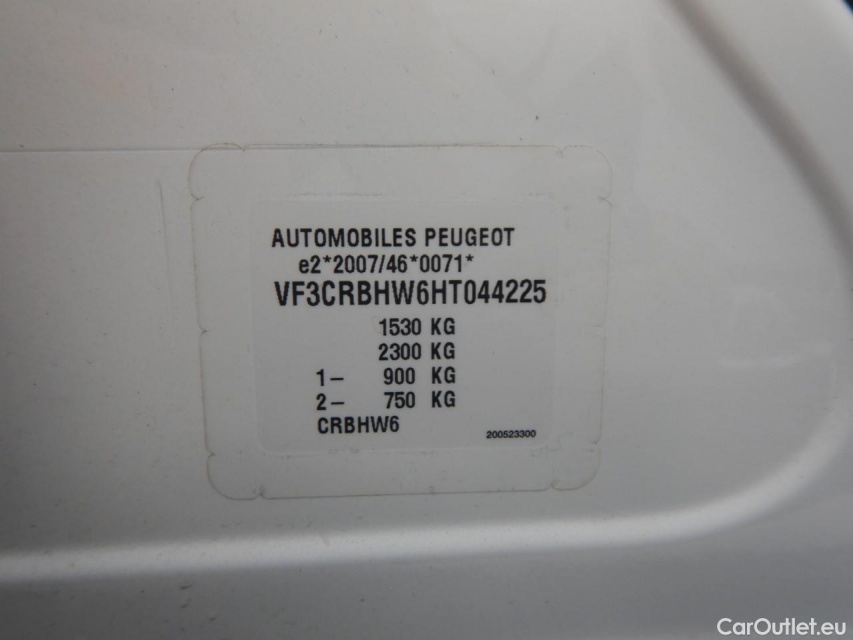 AUTOMOBILES PEUGEOT
e2*2007/46*0071*
VF3CRBHW6HT044225
1530 KG
2300 KG
1– 900 KG
2– 750 KG
CRBHW6
200523300
CarOutlet.eu